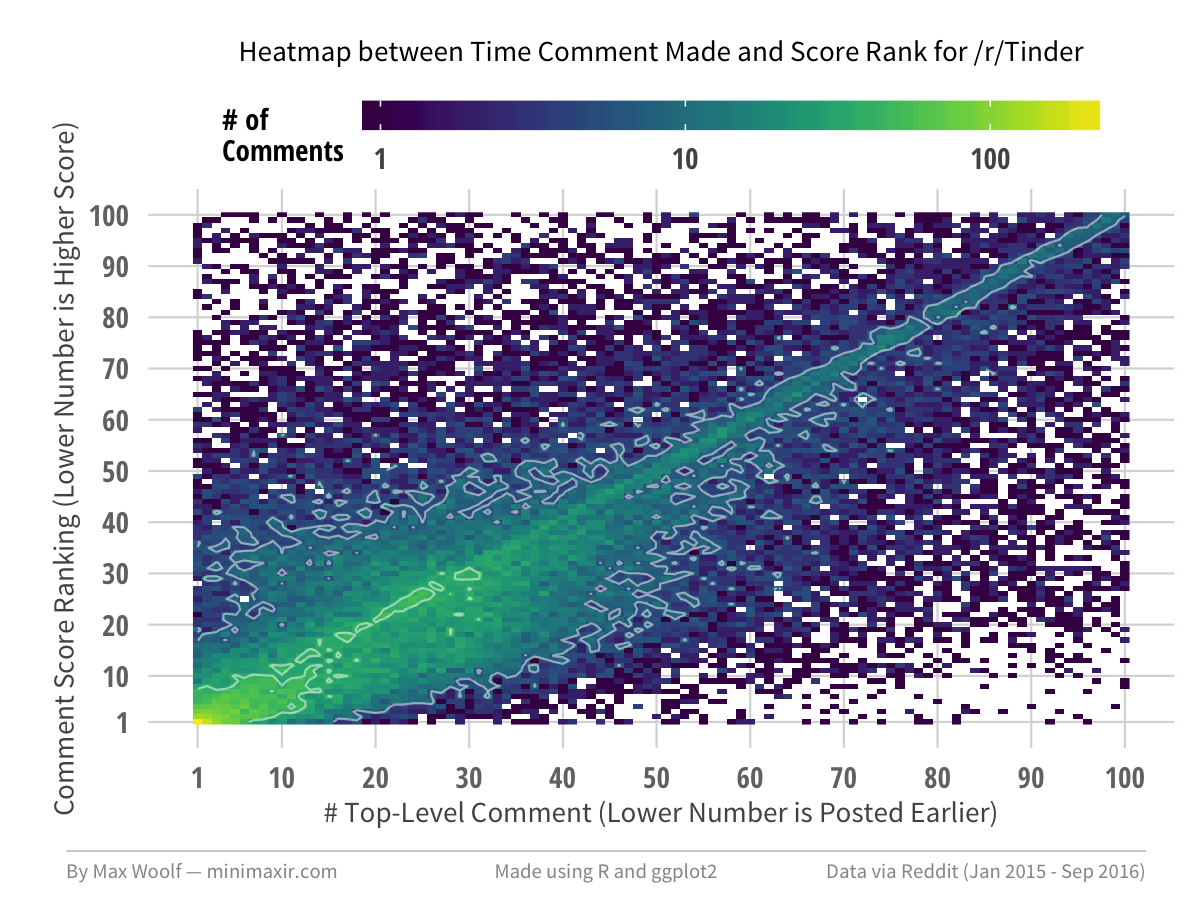 Heatmap between Time Comment Made and Score Rank for /r/Tinder
# of
Comments
1 10 100
Comment Score Ranking (Lower Number is Higher Score)
100
90
80
70
60
50
40
30
20
10
1
1 10 20 30 40 50 60 70 80 90 100
# Top-Level Comment (Lower Number is Posted Earlier)
By Max Woolf — minimaxir.com Made using R and ggplot2 Data via Reddit (Jan 2015 - Sep 2016)